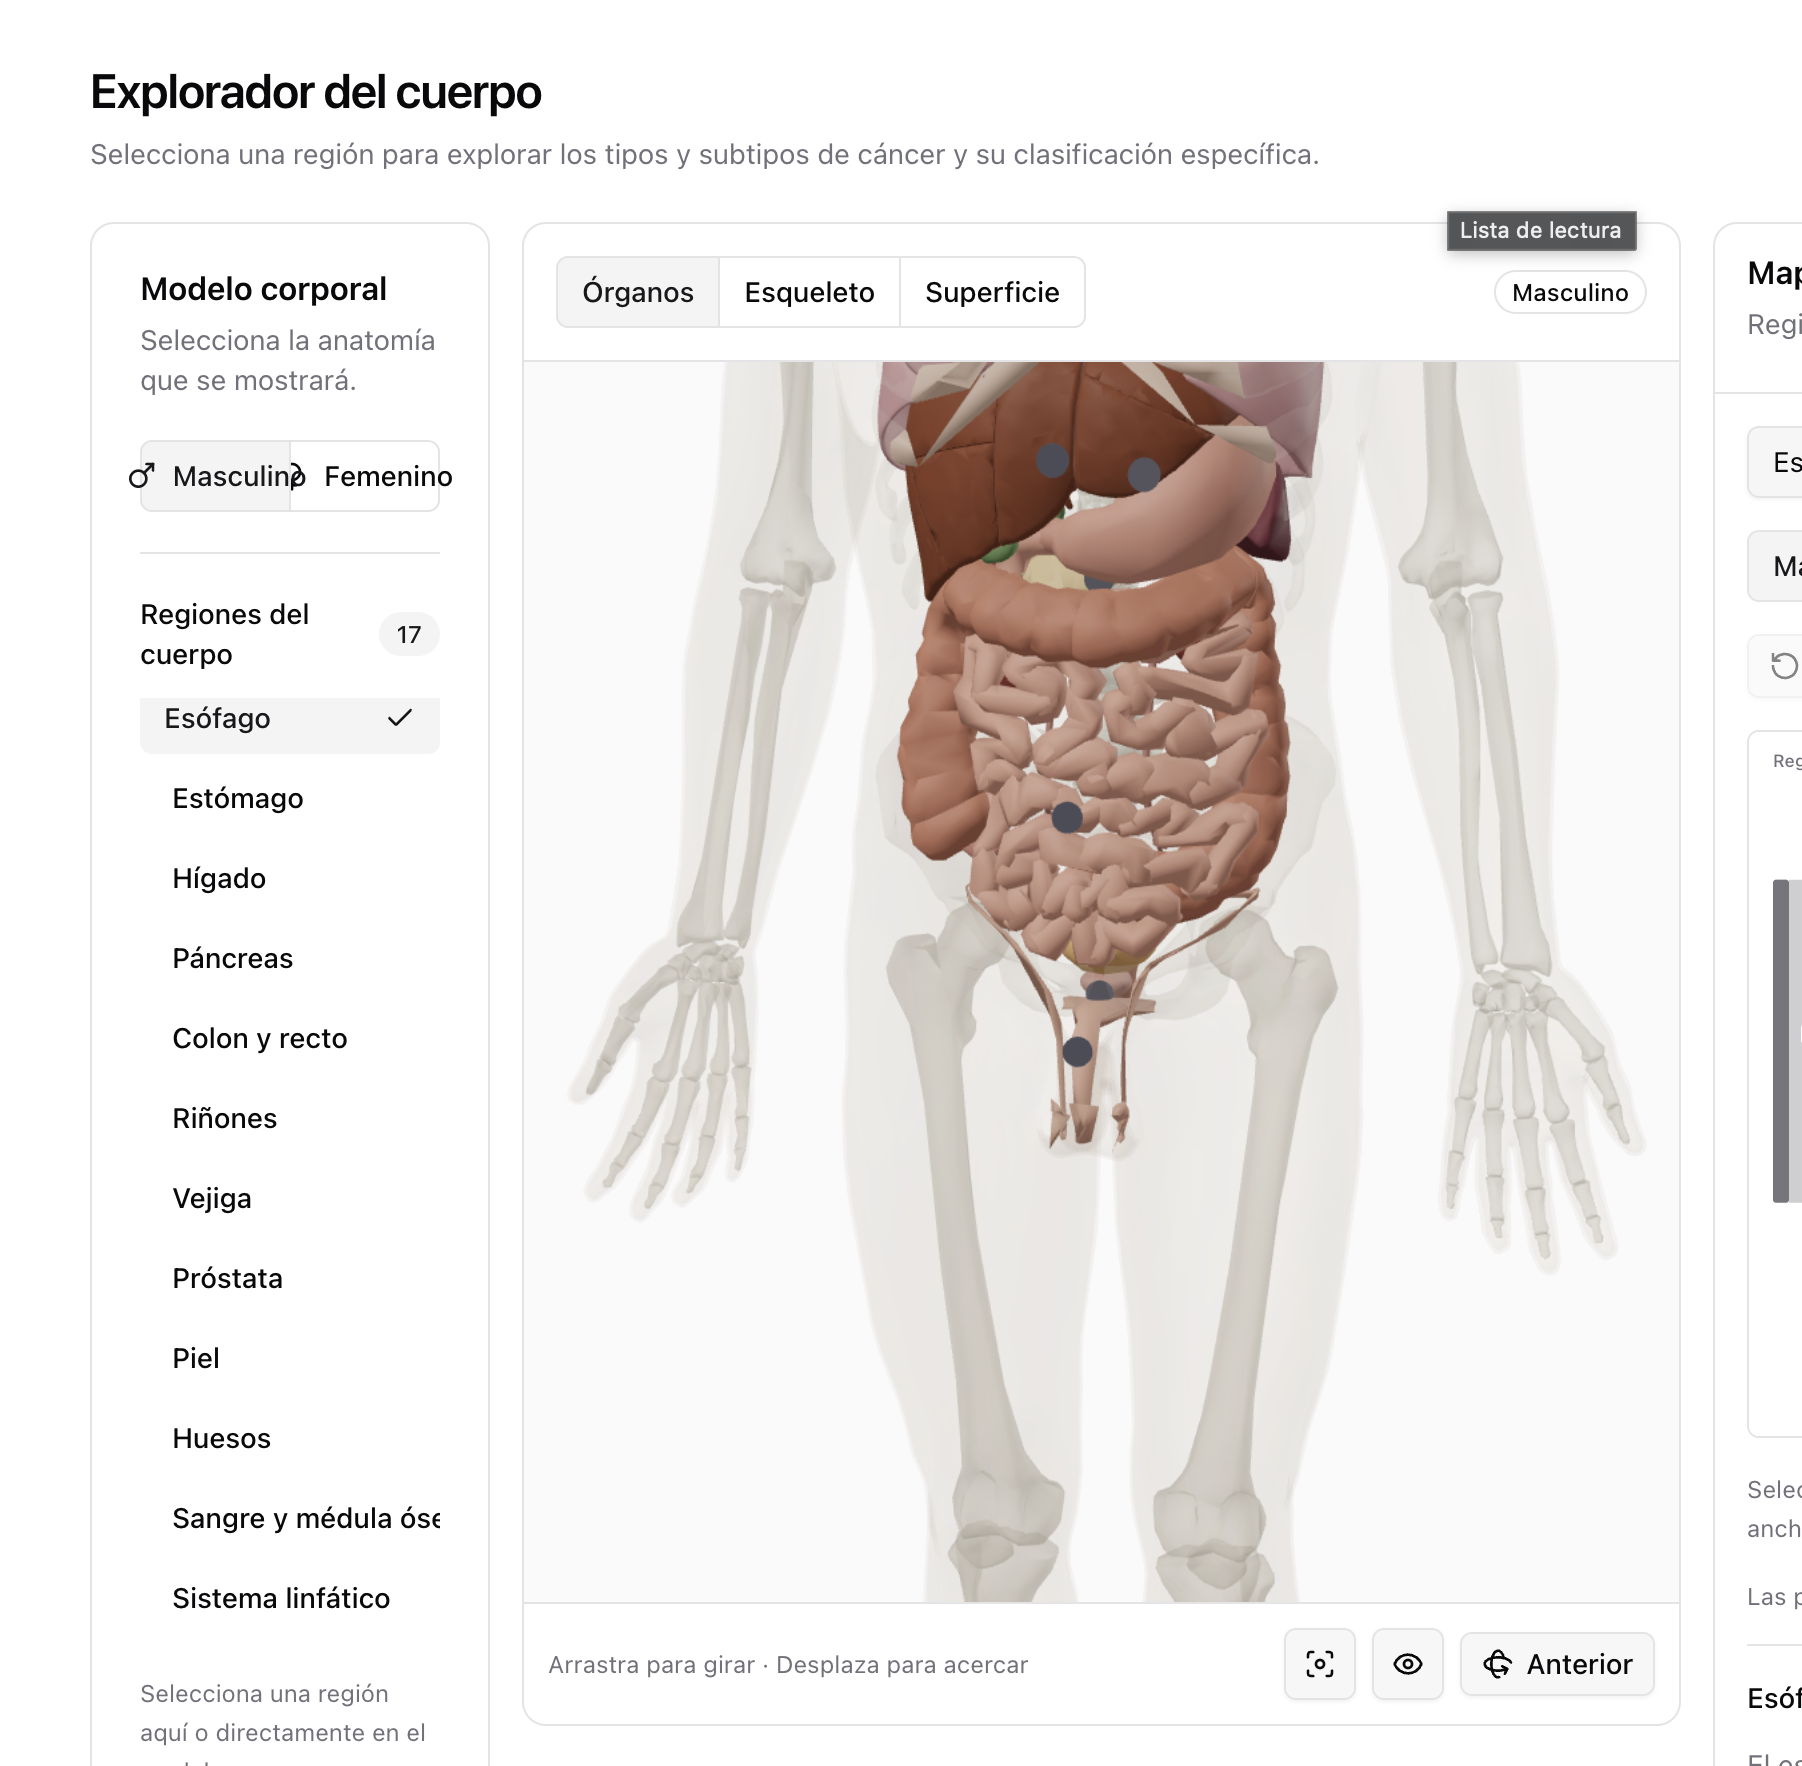 Explorador del cuerpo
Selecciona una región para explorar los tipos y subtipos de cáncer y su clasificación específica.
Modelo corporal
Selecciona la anatomía
que se mostrará.
Masculino
Femenino
Regiones del
cuerpo
17
Esófago
Estómago
Hígado
Páncreas
Colon y recto
Riñones
Vejiga
Próstata
Piel
Huesos
Sangre y médula óse
Sistema linfático
Selecciona una región
aquí o directamente en el
Lista de lectura
Órganos
Esqueleto
Superficie
Masculino
Arrastra para girar · Desplaza para acercar
Anterior
Map
Regi
Es
Ma
Reg
Selec
anch
Las p
Esóf